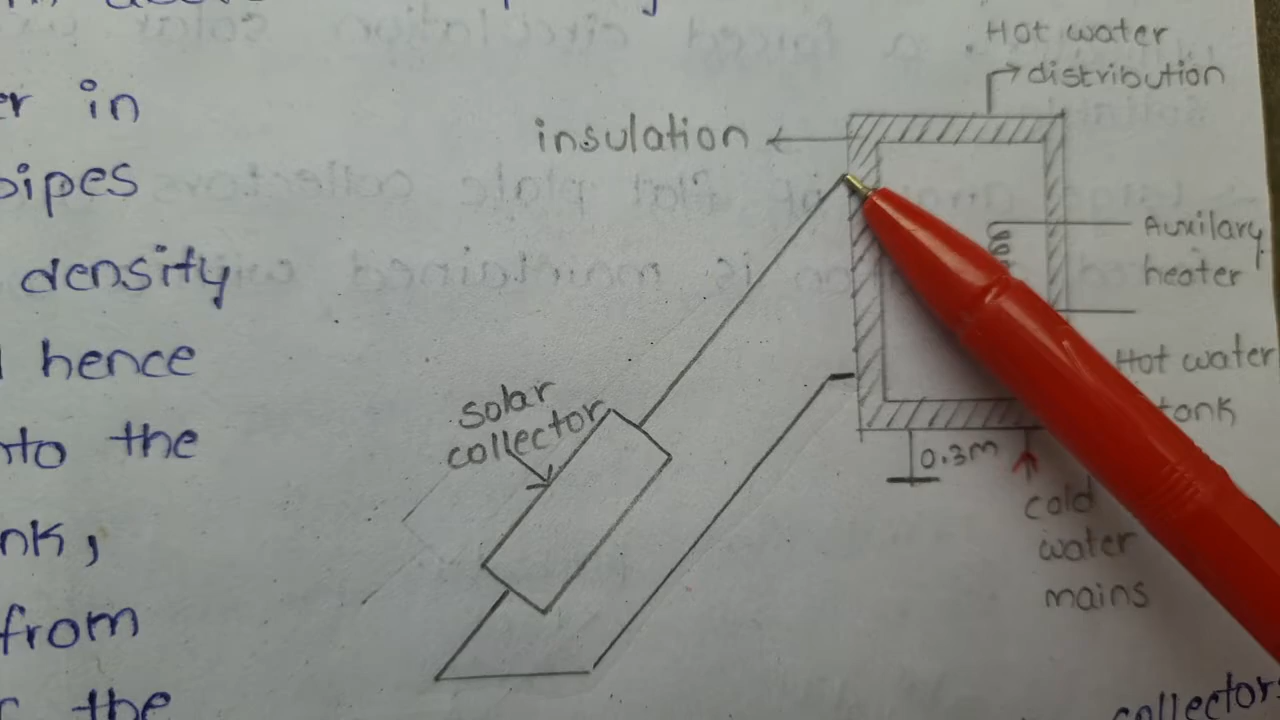 er in
pipes
density
hence
nto the
nk,
from
the
Hot water
distribution
insulation
Auxilary
heater
Hot water
tank
solar
collector
0.3m
cold
water
mains
collector